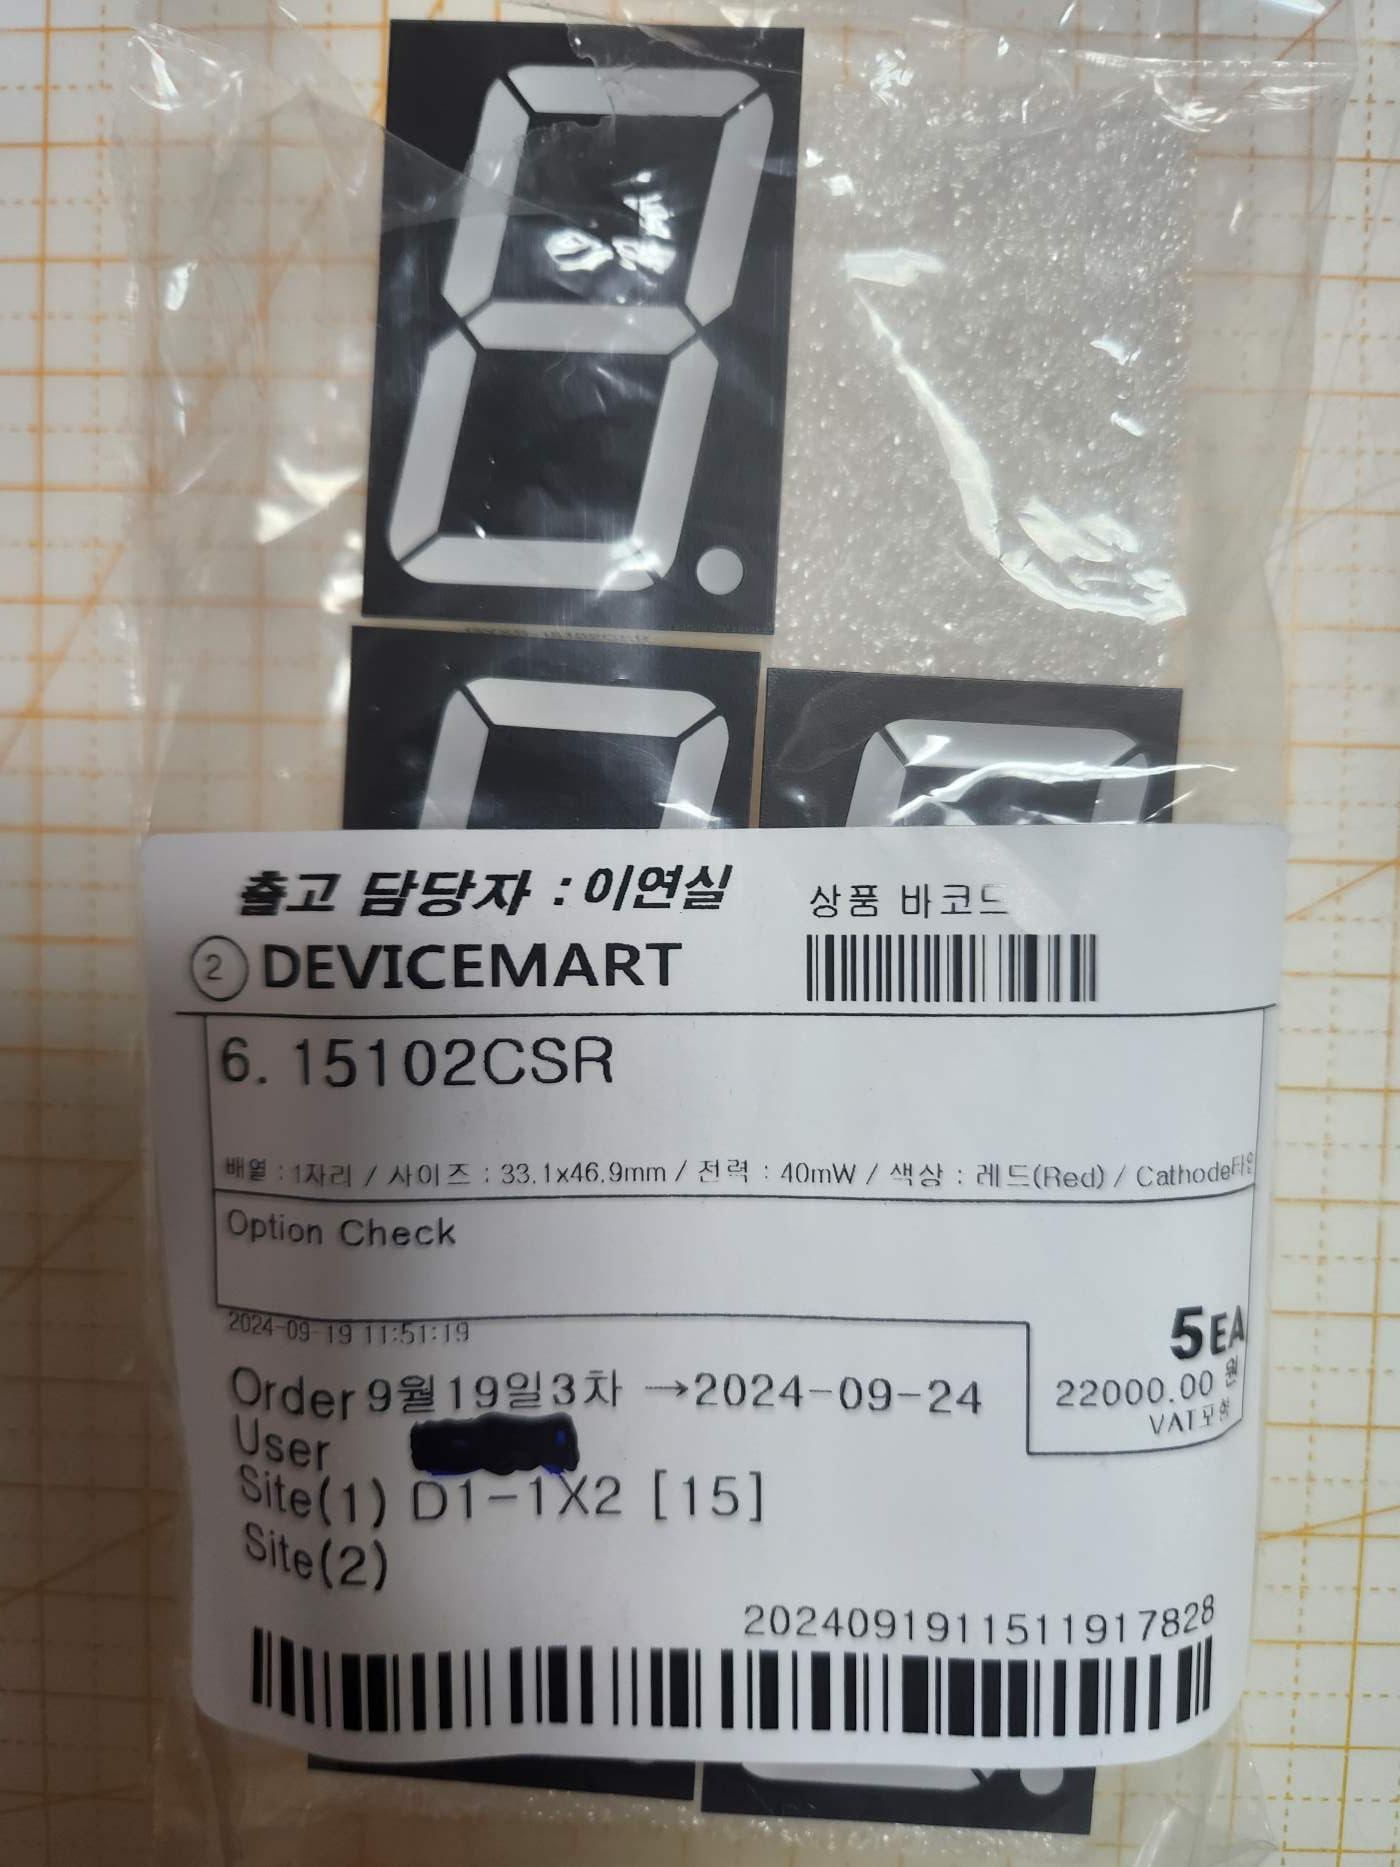 출고 담당자 : 이연실
상품 바코드
2 DEVICEMART
6. 15102CSR
배열 : 1자리 / 사이즈 : 33.1x46.9mm / 전력 : 40mW / 색상 : 레드(Red) / Cathode타입
Option Check
2024-09-19 11:51:19
5EA
Order 9월19일3차 →2024-09-24
22000.00 원
VAT포함
User
Site(1) D1-1X2 [15]
Site(2)
2024091911511917828